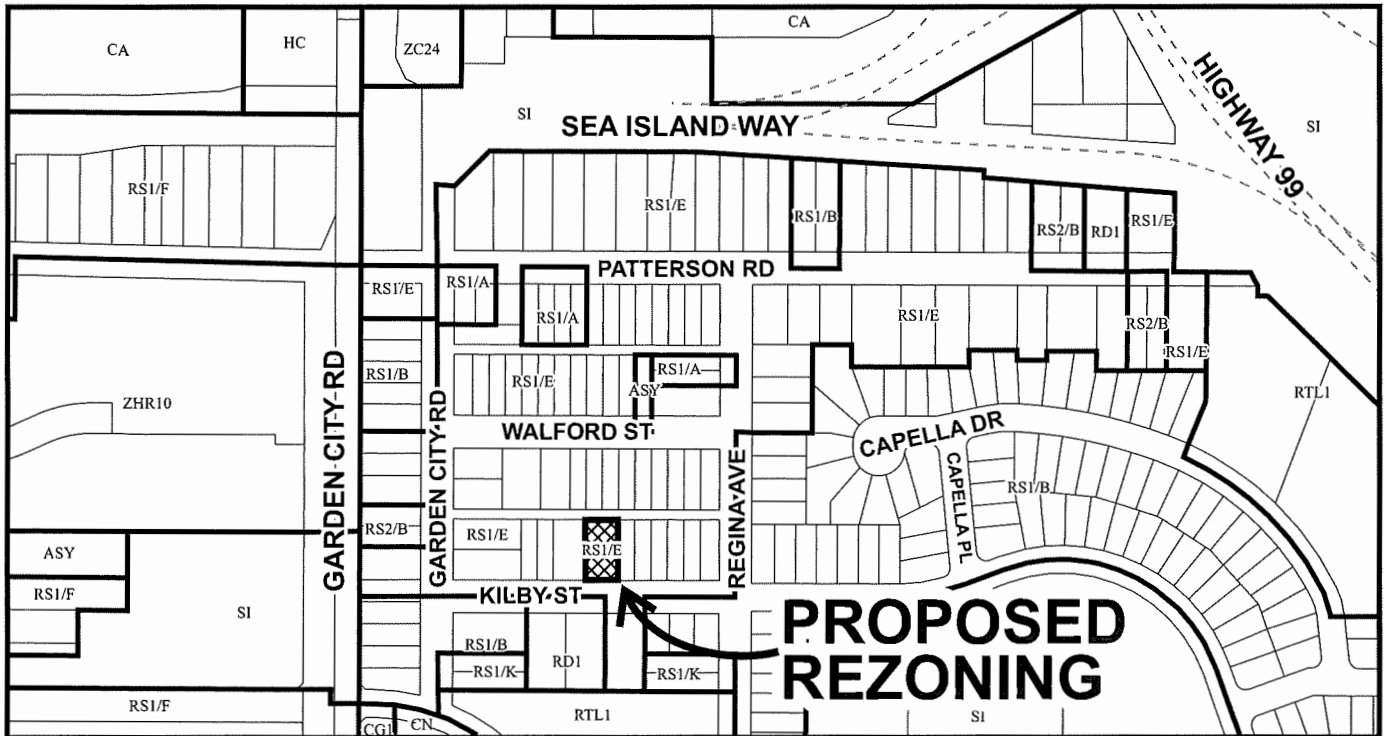 CA
HC
ZC24
CA
HIGHWAY 99
SI
SEA ISLAND WAY
SI
RS1/F
RS1/E
RS1/B
RS2/B
RD1
RS1/E
PATTERSON RD
RS1/E
RS1/A
RS1/A
RS1/E
RS2/B
RS1/E
ZHR10
GARDEN CITY RD
RS1/B
GARDEN CITY RD
RS1/E
ASY
RS1/A
RTL1
WALFORD ST
CAPELLA DR
CAPELLA PL
RS1/B
REGINA AVE
RS2/B
RS1/E
RS1/E
ASY
RS1/F
SI
KILBY ST
PROPOSED
REZONING
RS1/B
RS1/K
RD1
RS1/K
RS1/F
RTL1
SI
CG1
CN